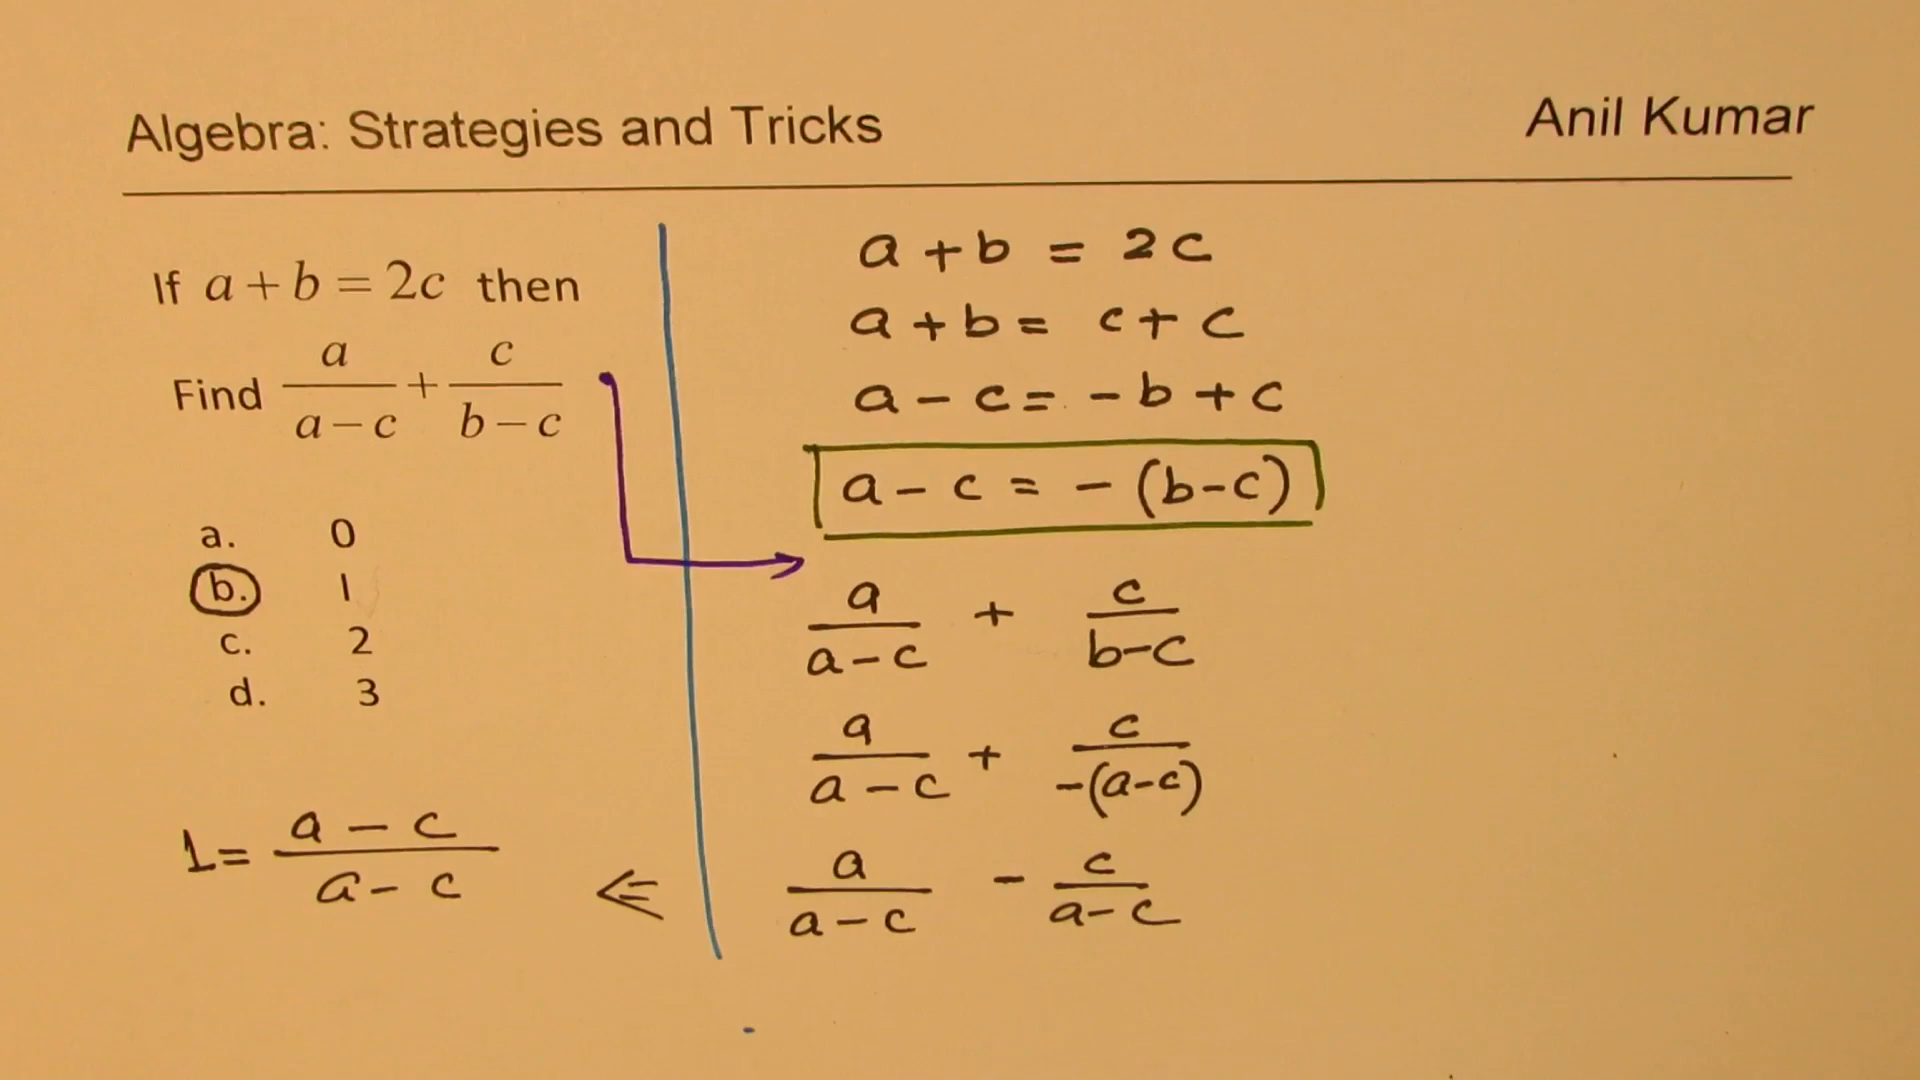 Algebra: Strategies and Tricks
Anil Kumar
If a + b = 2c then
Find a/(a − c) + c/(b − c)
a. 0
b. 1
c. 2
d. 3
1 = (a − c)/(a − c)
a + b = 2c
a + b = c + c
a − c = − b + c
a − c = − (b − c)
a/(a − c) + c/(b − c)
a/(a − c) + c/(−(a − c))
a/(a − c) − c/(a − c)